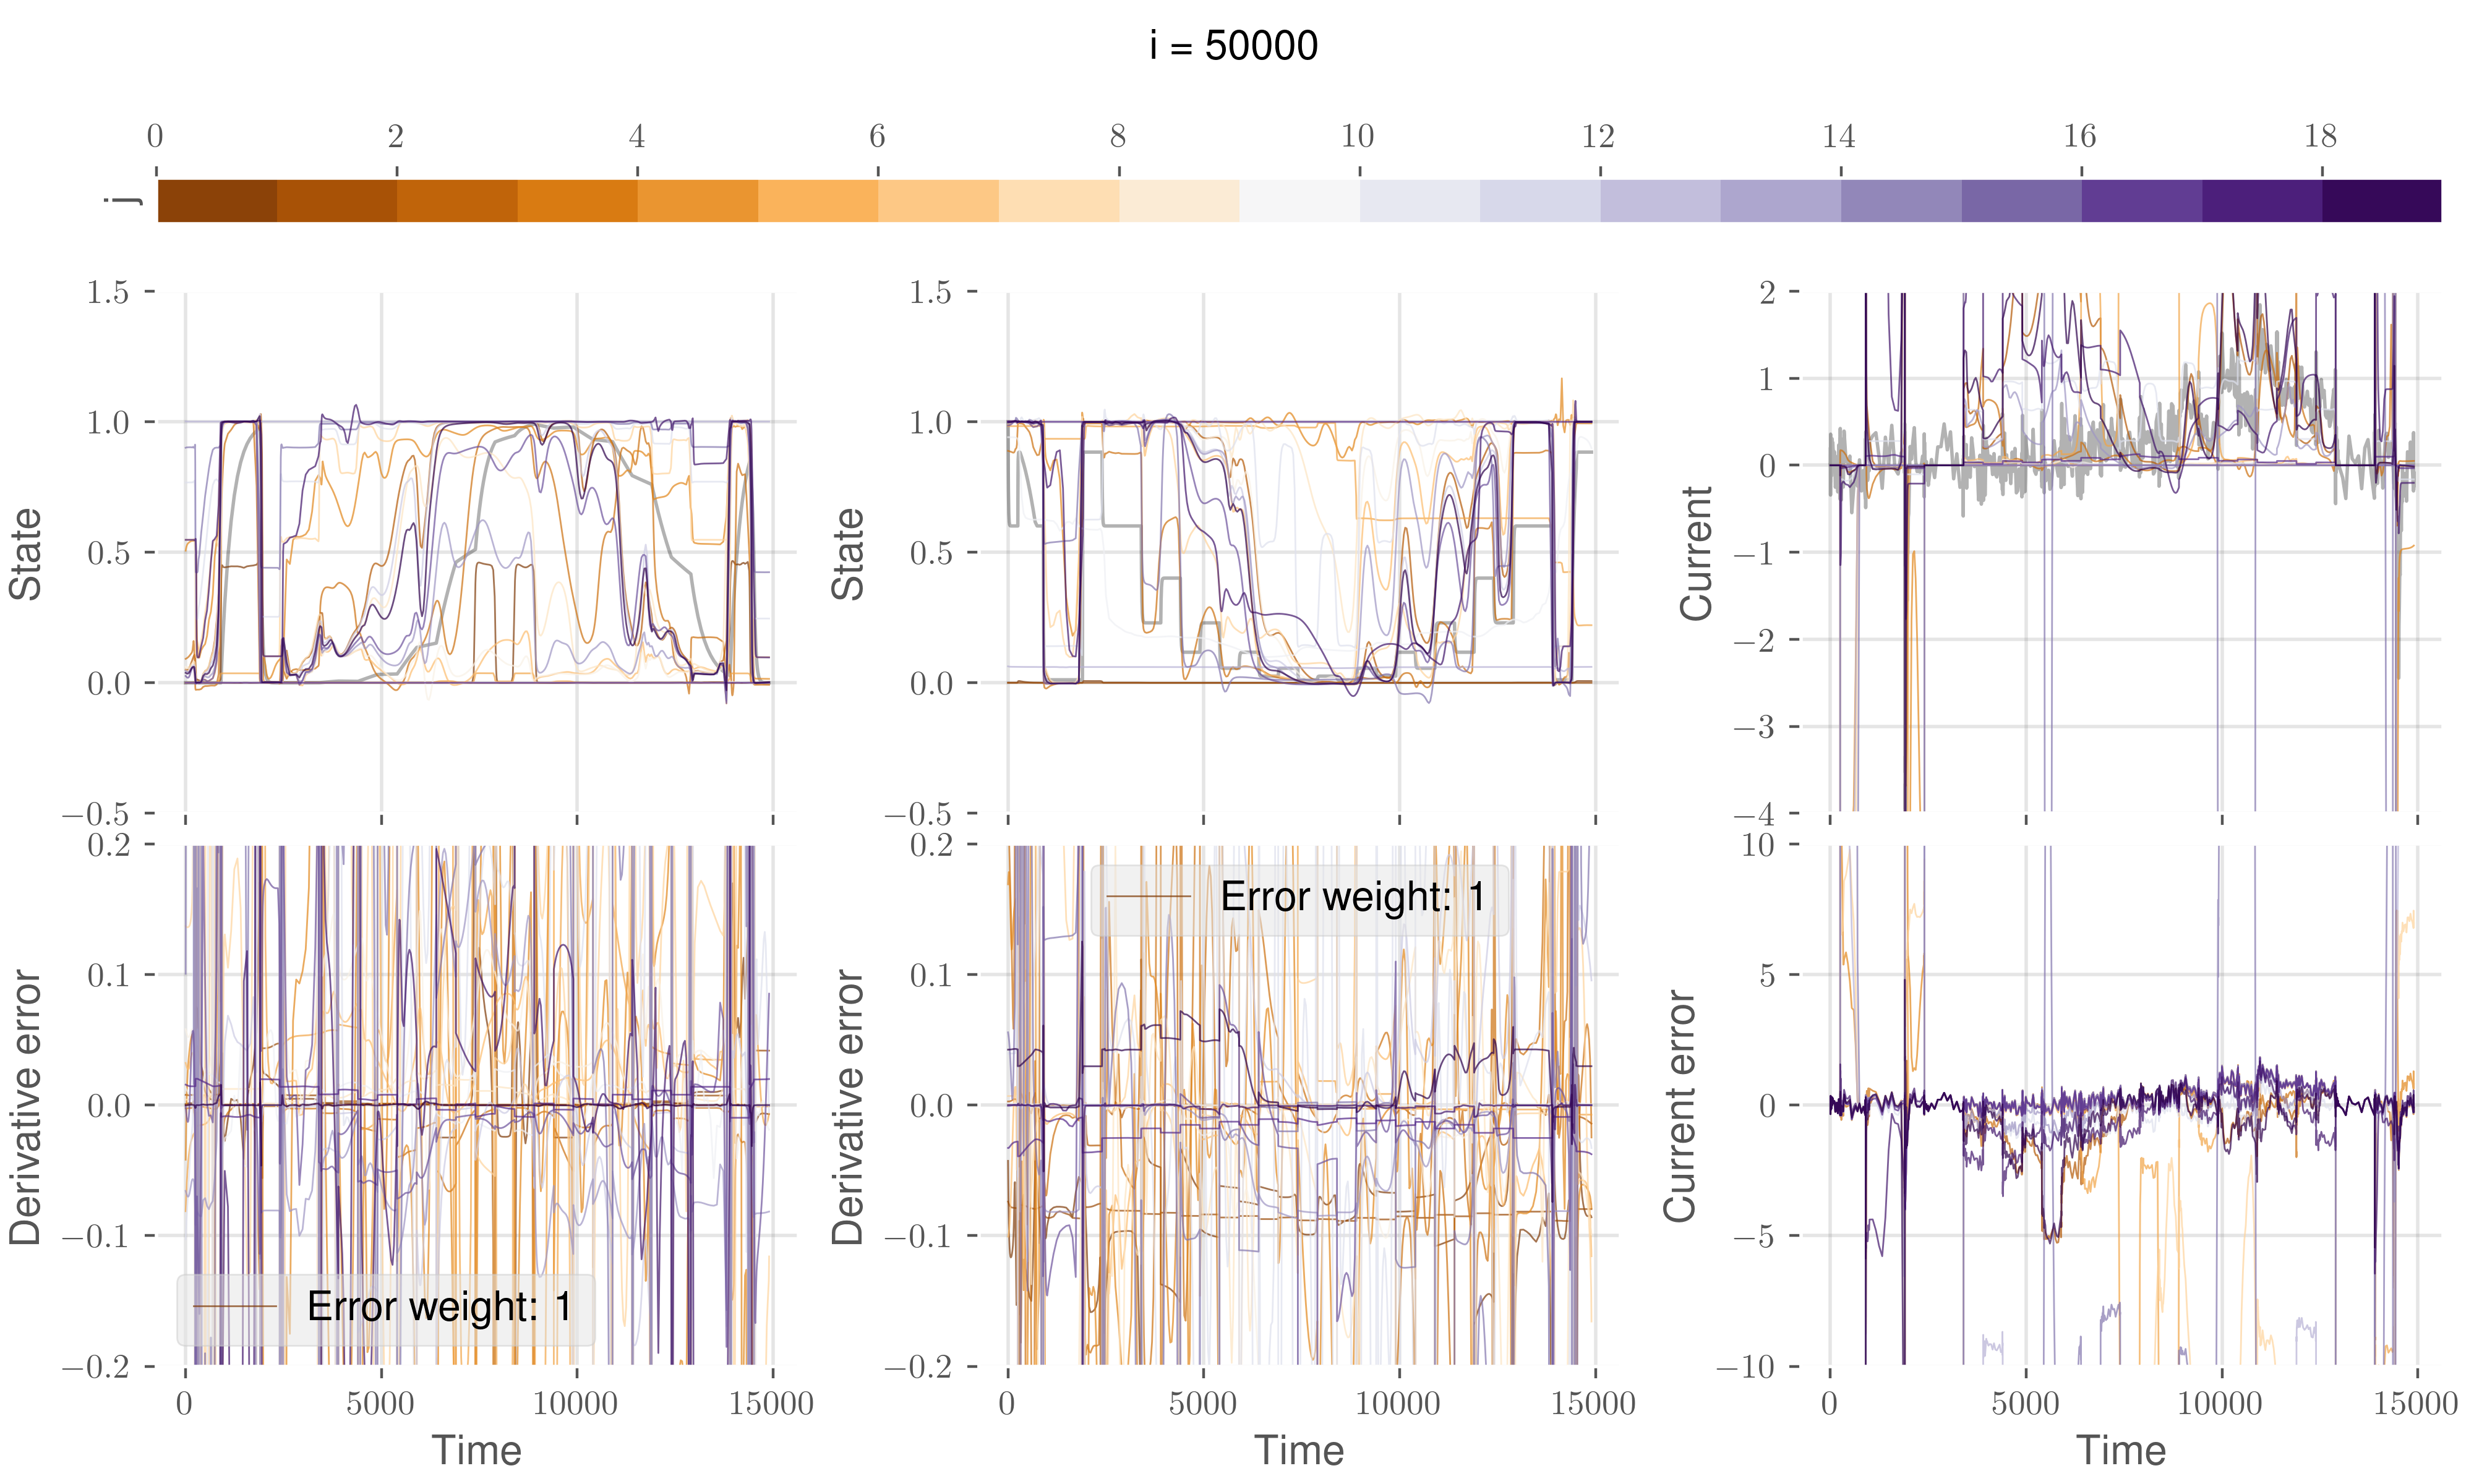 i = 50000
0 2 4 6 8 10 12 14 16 18
j
1.5 1.0 0.5 0.0 −0.5
State
1.5 1.0 0.5 0.0 −0.5
State
2 1 0 −1 −2 −3 −4
Current
0.2 0.1 0.0 −0.1 −0.2
Derivative error
Error weight: 1
0 5000 10000 15000
Time
0.2 0.1 0.0 −0.1 −0.2
Derivative error
Error weight: 1
0 5000 10000 15000
Time
10 5 0 −5 −10
Current error
0 5000 10000 15000
Time